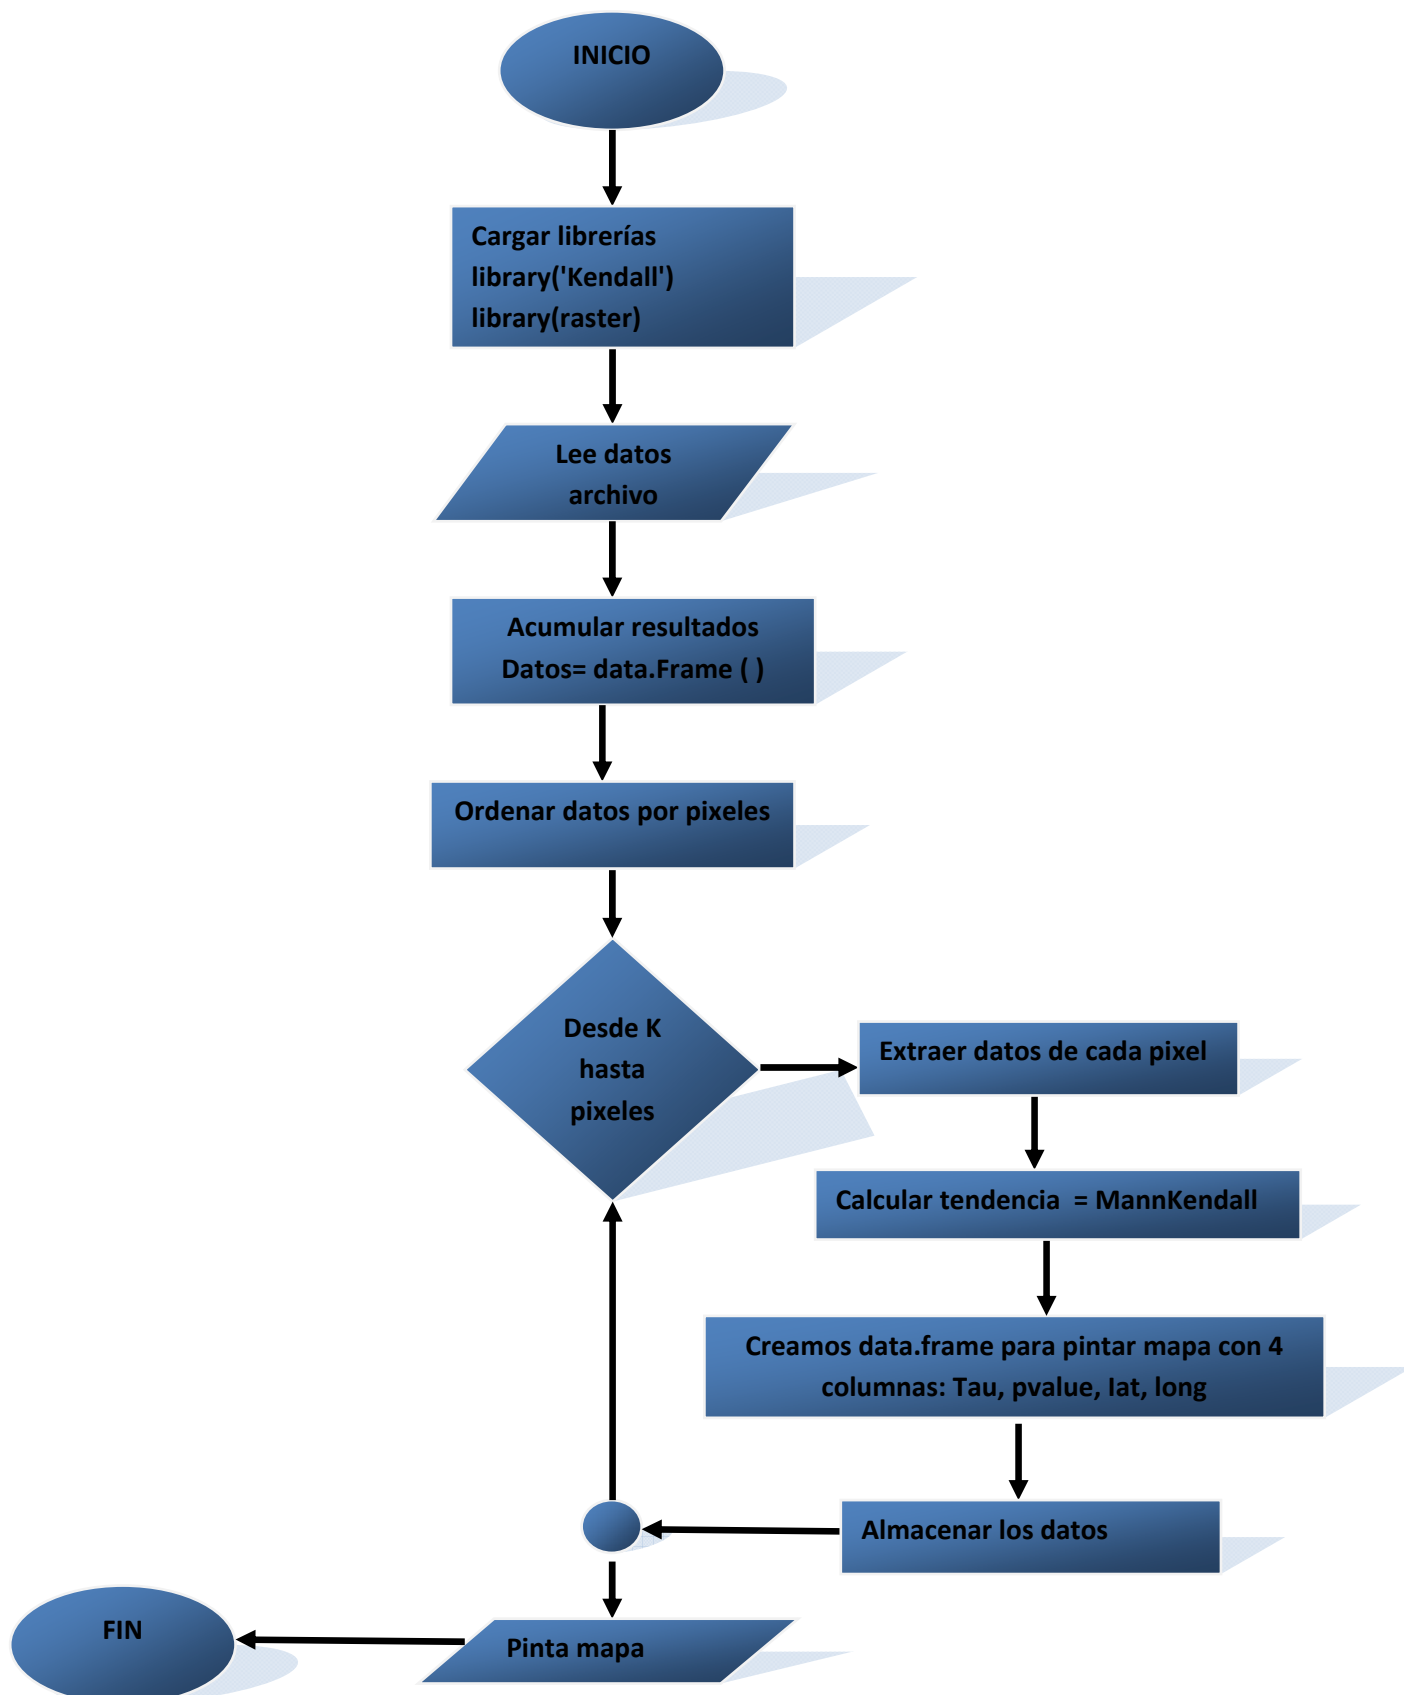 INICIO
Cargar librerías
library('Kendall')
library(raster)
Lee datos
archivo
Acumular resultados
Datos= data.Frame ( )
Ordenar datos por pixeles
Desde K
hasta
pixeles
Extraer datos de cada pixel
Calcular tendencia  = MannKendall
Creamos data.frame para pintar mapa con 4
columnas: Tau, pvalue, Iat, long
Almacenar los datos
Pinta mapa
FIN